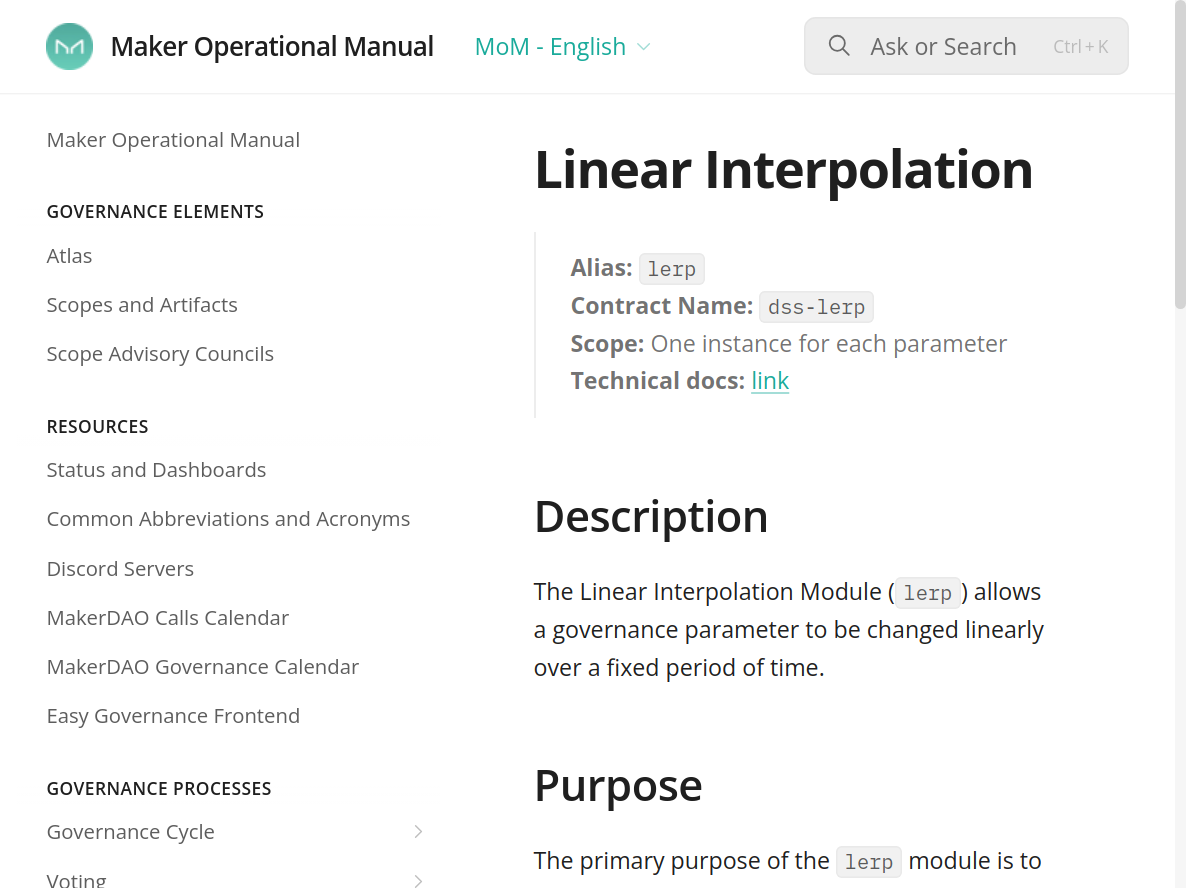 Maker Operational Manual
MoM - English
Ask or Search
Ctrl + K
Maker Operational Manual
GOVERNANCE ELEMENTS
Atlas
Scopes and Artifacts
Scope Advisory Councils
RESOURCES
Status and Dashboards
Common Abbreviations and Acronyms
Discord Servers
MakerDAO Calls Calendar
MakerDAO Governance Calendar
Easy Governance Frontend
GOVERNANCE PROCESSES
Governance Cycle
Voting
Linear Interpolation
Alias: lerp
Contract Name: dss-lerp
Scope: One instance for each parameter
Technical docs: link
Description
The Linear Interpolation Module (lerp) allows
a governance parameter to be changed linearly
over a fixed period of time.
Purpose
The primary purpose of the lerp module is to